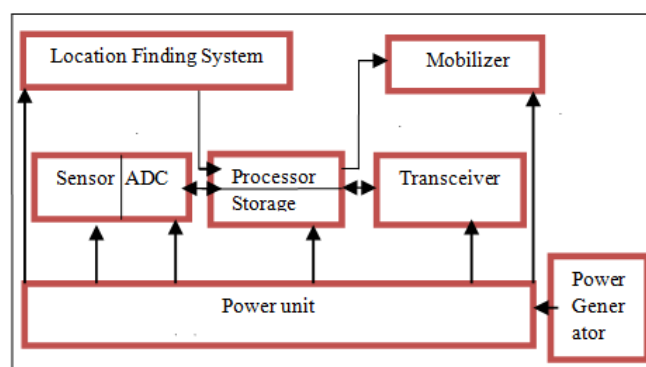 Location Finding System
Mobilizer
Sensor ADC
Processor
Storage
Transceiver
Power unit
Power
Gener
ator